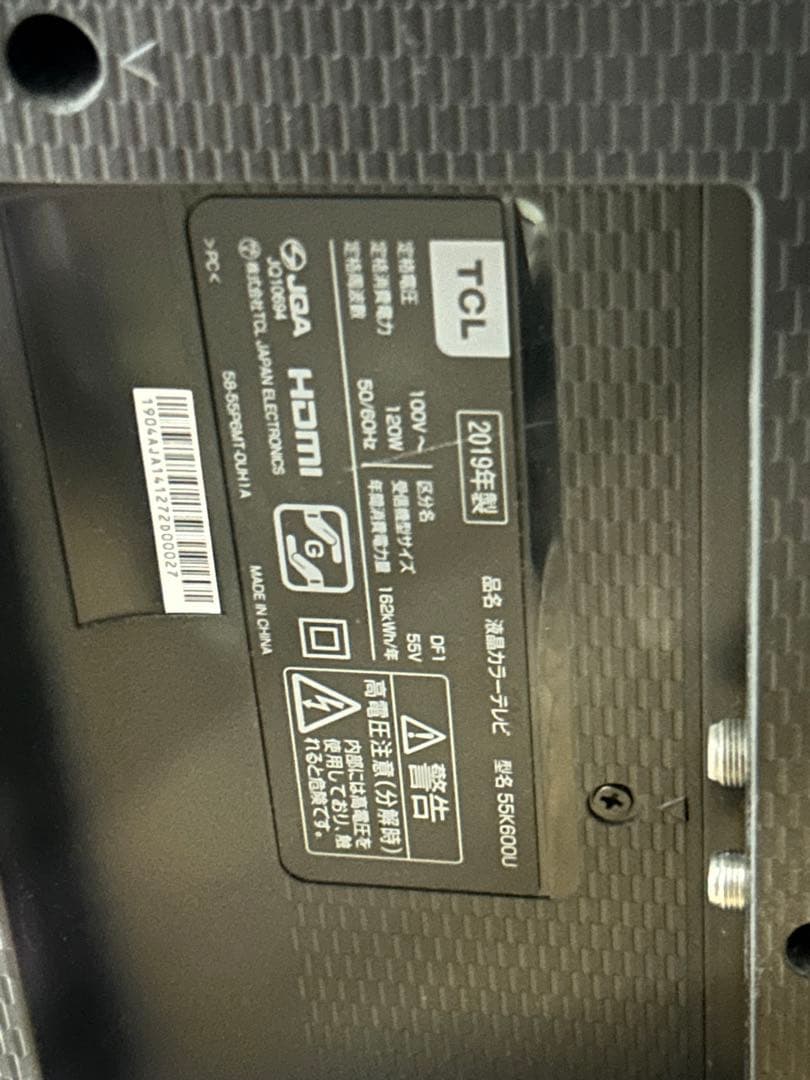 TCL
2019年製
品名 液晶カラーテレビ 型名 55K600U
定格電圧 100V～
定格消費電力 120W
定格周波数 50/60Hz
区分名 DF1
受信機型サイズ 55V
年間消費電力量 162kWh/年
警告
高電圧注意(分解時)
内部には高電圧を
使用しており、触
れると危険です。
JQA
JQ10694
HDMI
G
株式会社TCL JAPAN ELECTRONICS
MADE IN CHINA
>PC<
58-55P6MT-0UH1A
1904AJA141272D00027